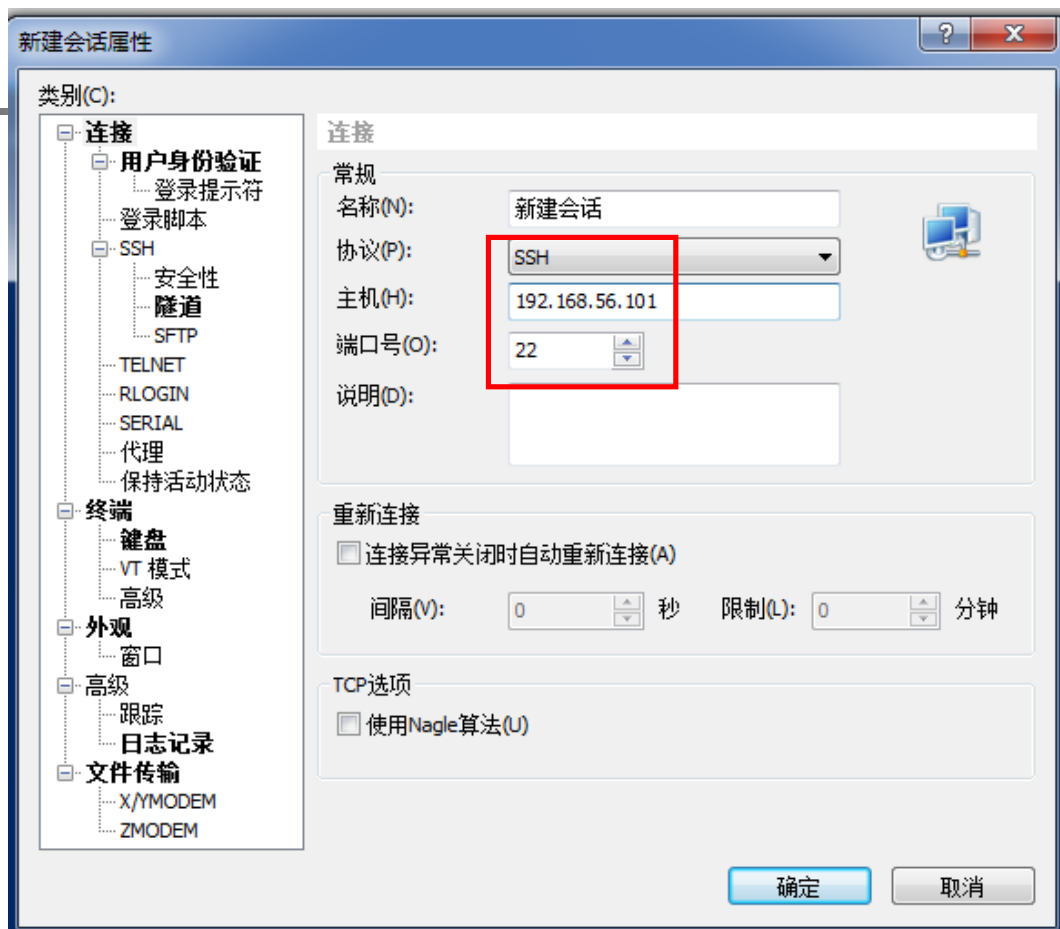 新建会话属性
?
x
类别(C):
连接
用户身份验证
登录提示符
登录脚本
SSH
安全性
隧道
SFTP
TELNET
RLOGIN
SERIAL
代理
保持活动状态
终端
键盘
VT 模式
高级
外观
窗口
高级
跟踪
日志记录
文件传输
X/YMODEM
ZMODEM
连接
常规
名称(N): 新建会话
协议(P): SSH
主机(H): 192.168.56.101
端口号(O): 22
说明(D):
重新连接
连接异常关闭时自动重新连接(A)
间隔(V): 0 秒 限制(L): 0 分钟
TCP选项
使用Nagle算法(U)
确定 取消